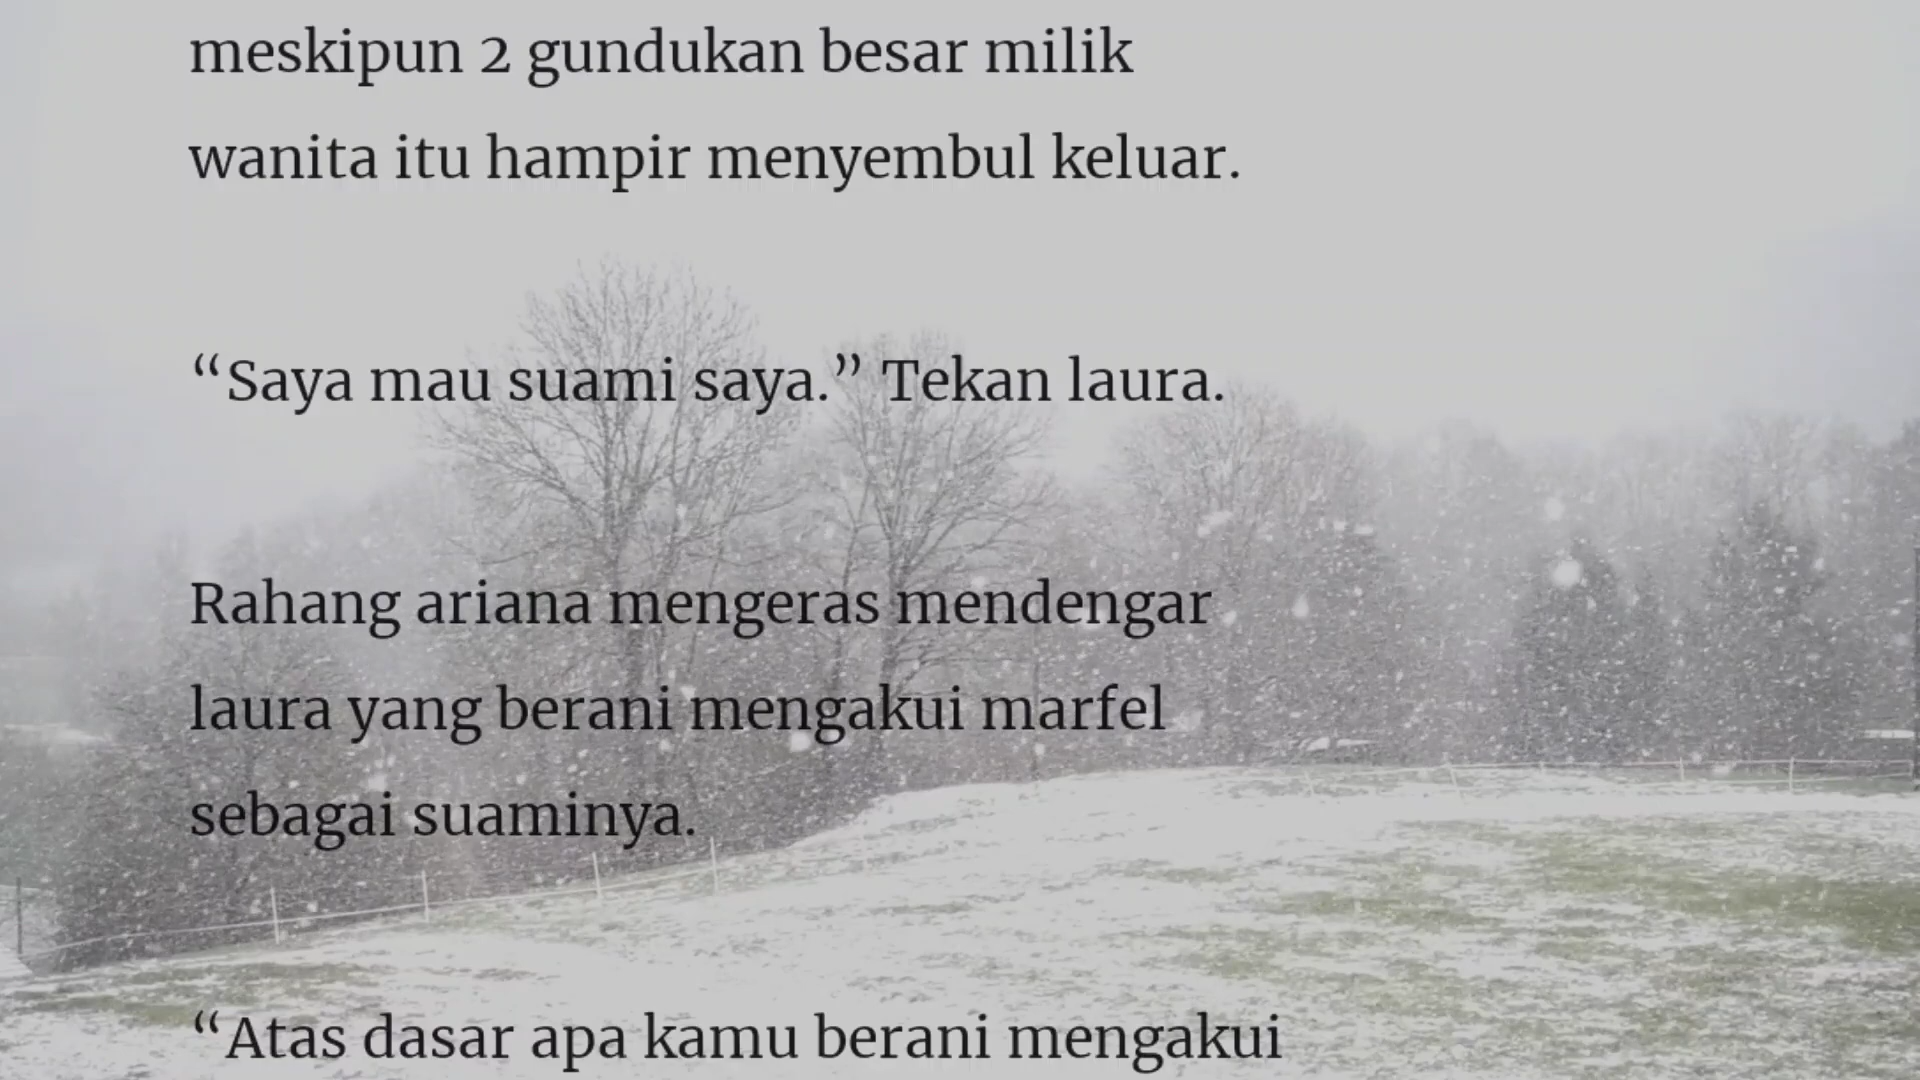 meskipun 2 gundukan besar milik
wanita itu hampir menyembul keluar.
“Saya mau suami saya.” Tekan laura.
Rahang ariana mengeras mendengar
laura yang berani mengakui marfel
sebagai suaminya.
“Atas dasar apa kamu berani mengakui